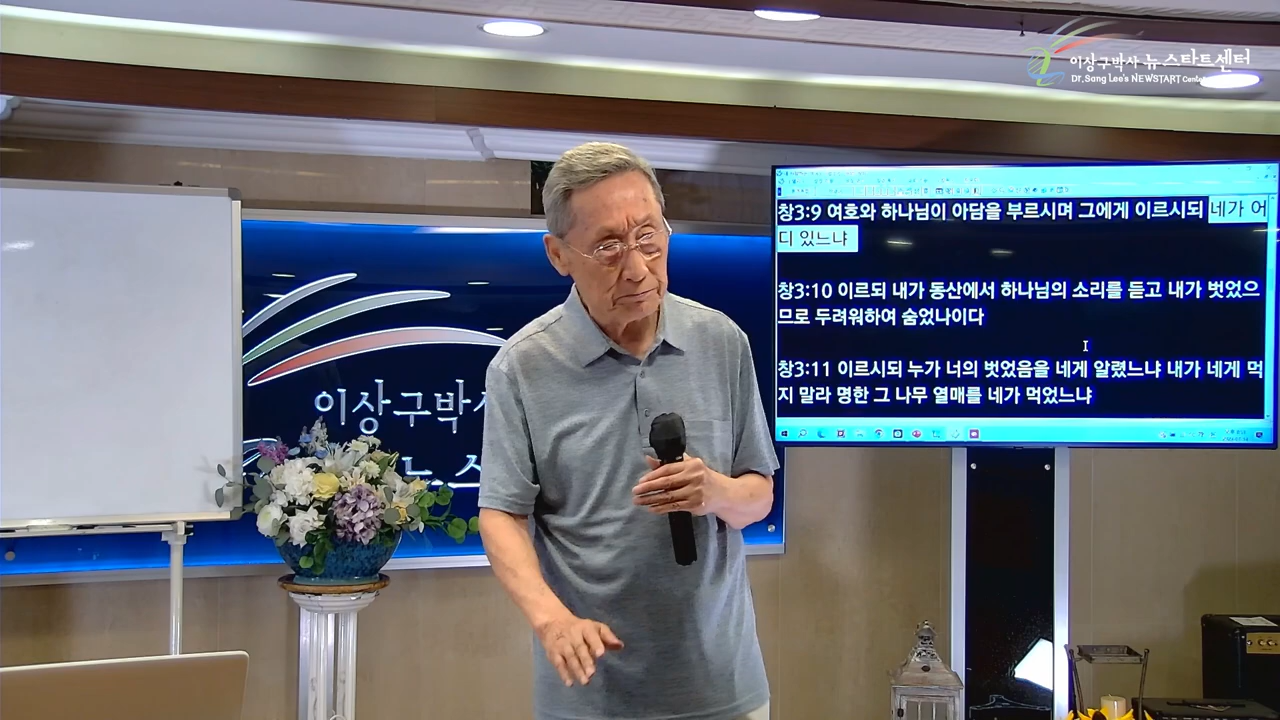 이상구박사 뉴스타트센터
Dr. Sang Lee's NEWSTART Center
창3:9 여호와 하나님이 아담을 부르시며 그에게 이르시되 네가 어
디 있느냐
창3:10 이르되 내가 동산에서 하나님의 소리를 듣고 내가 벗었으
므로 두려워하여 숨었나이다
창3:11 이르시되 누가 너의 벗었음을 네게 알렸느냐 내가 네게 먹
지 말라 명한 그 나무 열매를 네가 먹었느냐
이상구박사
뉴스